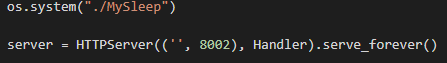 os.system("./MySleep")
server = HTTPServer(('', 8002), Handler).serve_forever()